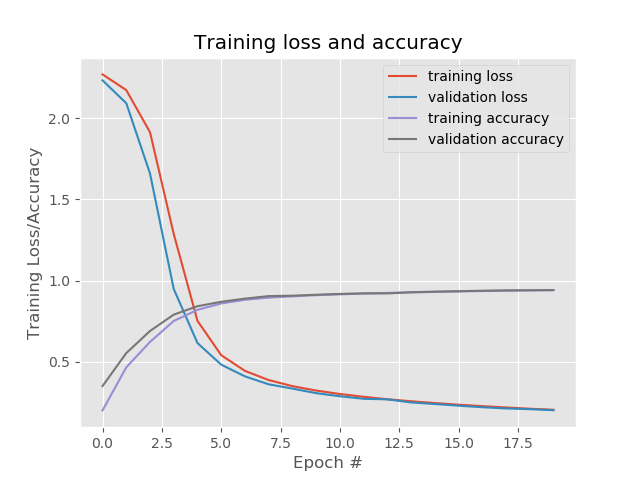 Training loss and accuracy
training loss
validation loss
training accuracy
validation accuracy
Training Loss/Accuracy
2.0
1.5
1.0
0.5
0.0 2.5 5.0 7.5 10.0 12.5 15.0 17.5
Epoch #